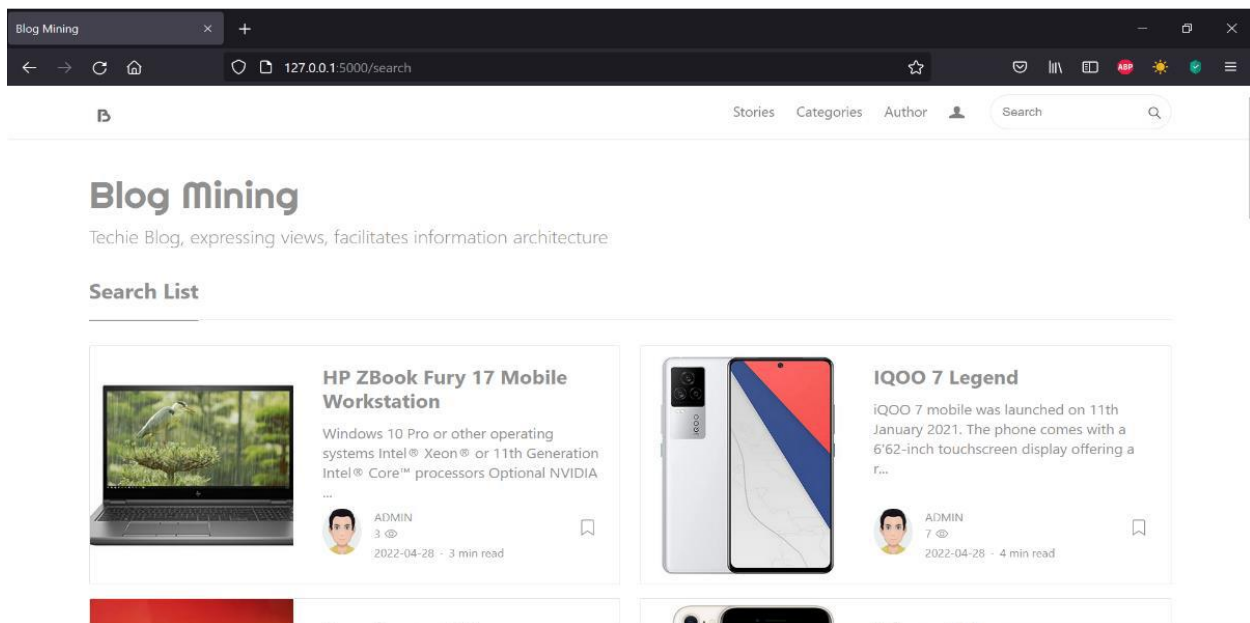 Blog Mining
127.0.0.1:5000/search
ABP
B
Stories Categories Author Search
Blog Mining
Techie Blog, expressing views, facilitates information architecture
Search List
HP ZBook Fury 17 Mobile
Workstation
Windows 10 Pro or other operating
systems Intel® Xeon® or 11th Generation
Intel® Core™ processors Optional NVIDIA
...
ADMIN
3
2022-04-28 · 3 min read
IQOO
IQOO 7 Legend
iQOO 7 mobile was launched on 11th
January 2021. The phone comes with a
6'62-inch touchscreen display offering a
r...
ADMIN
7
2022-04-28 · 4 min read